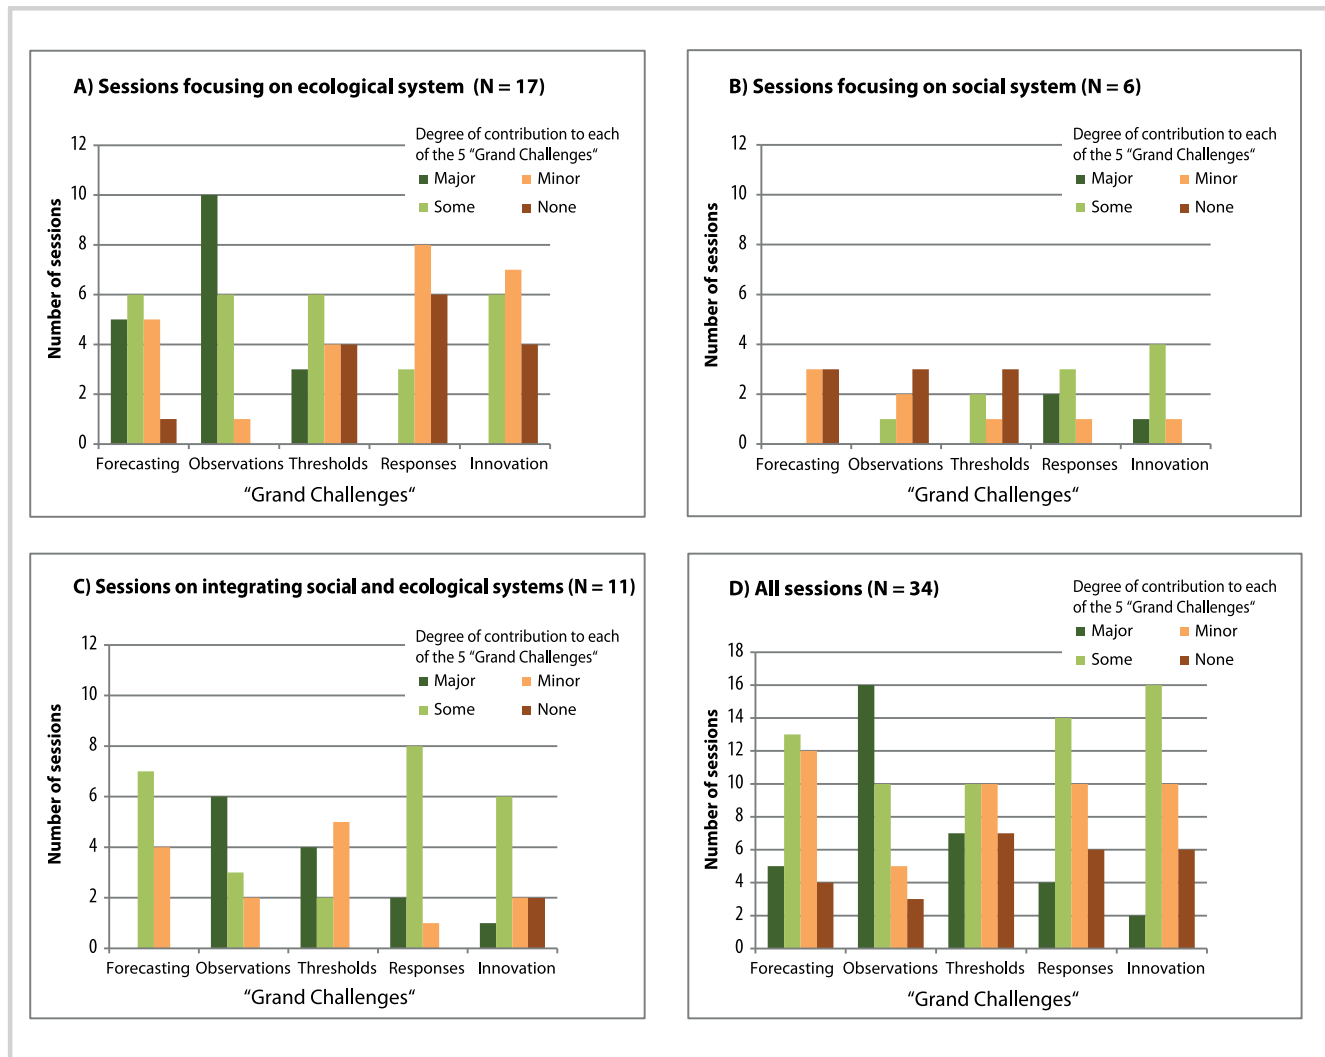 A) Sessions focusing on ecological system (N = 17)
Degree of contribution to each
of the 5 “Grand Challenges“
Major
Minor
Some
None
Number of sessions
12
10
8
6
4
2
0
Forecasting
Observations
Thresholds
Responses
Innovation
“Grand Challenges“
B) Sessions focusing on social system (N = 6)
Degree of contribution to each
of the 5 “Grand Challenges“
Major
Minor
Some
None
Number of sessions
12
10
8
6
4
2
0
Forecasting
Observations
Thresholds
Responses
Innovation
“Grand Challenges“
C) Sessions on integrating social and ecological systems (N = 11)
Degree of contribution to each
of the 5 “Grand Challenges“
Major
Minor
Some
None
Number of sessions
12
10
8
6
4
2
0
Forecasting
Observations
Thresholds
Responses
Innovation
“Grand Challenges“
D) All sessions (N = 34)
Degree of contribution to each
of the 5 “Grand Challenges“
Major
Minor
Some
None
Number of sessions
18
16
14
12
10
8
6
4
2
0
Forecasting
Observations
Thresholds
Responses
Innovation
“Grand Challenges“